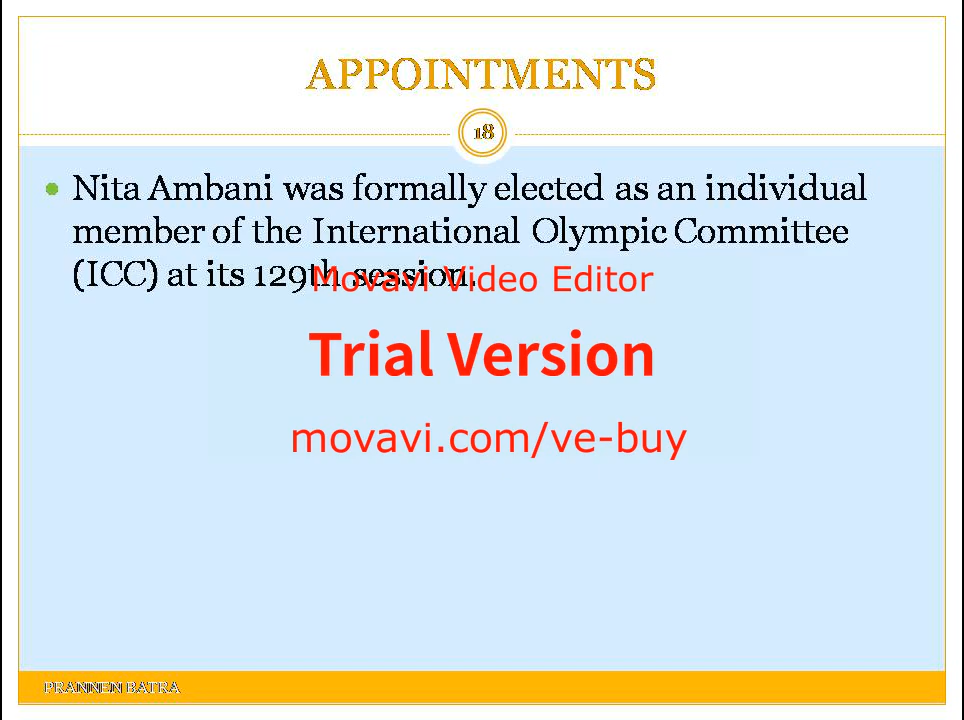 APPOINTMENTS
18
Nita Ambani was formally elected as an individual
member of the International Olympic Committee
(ICC) at its 129th session.
Movavi Video Editor
Trial Version
movavi.com/ve-buy
PRANNEN BATRA